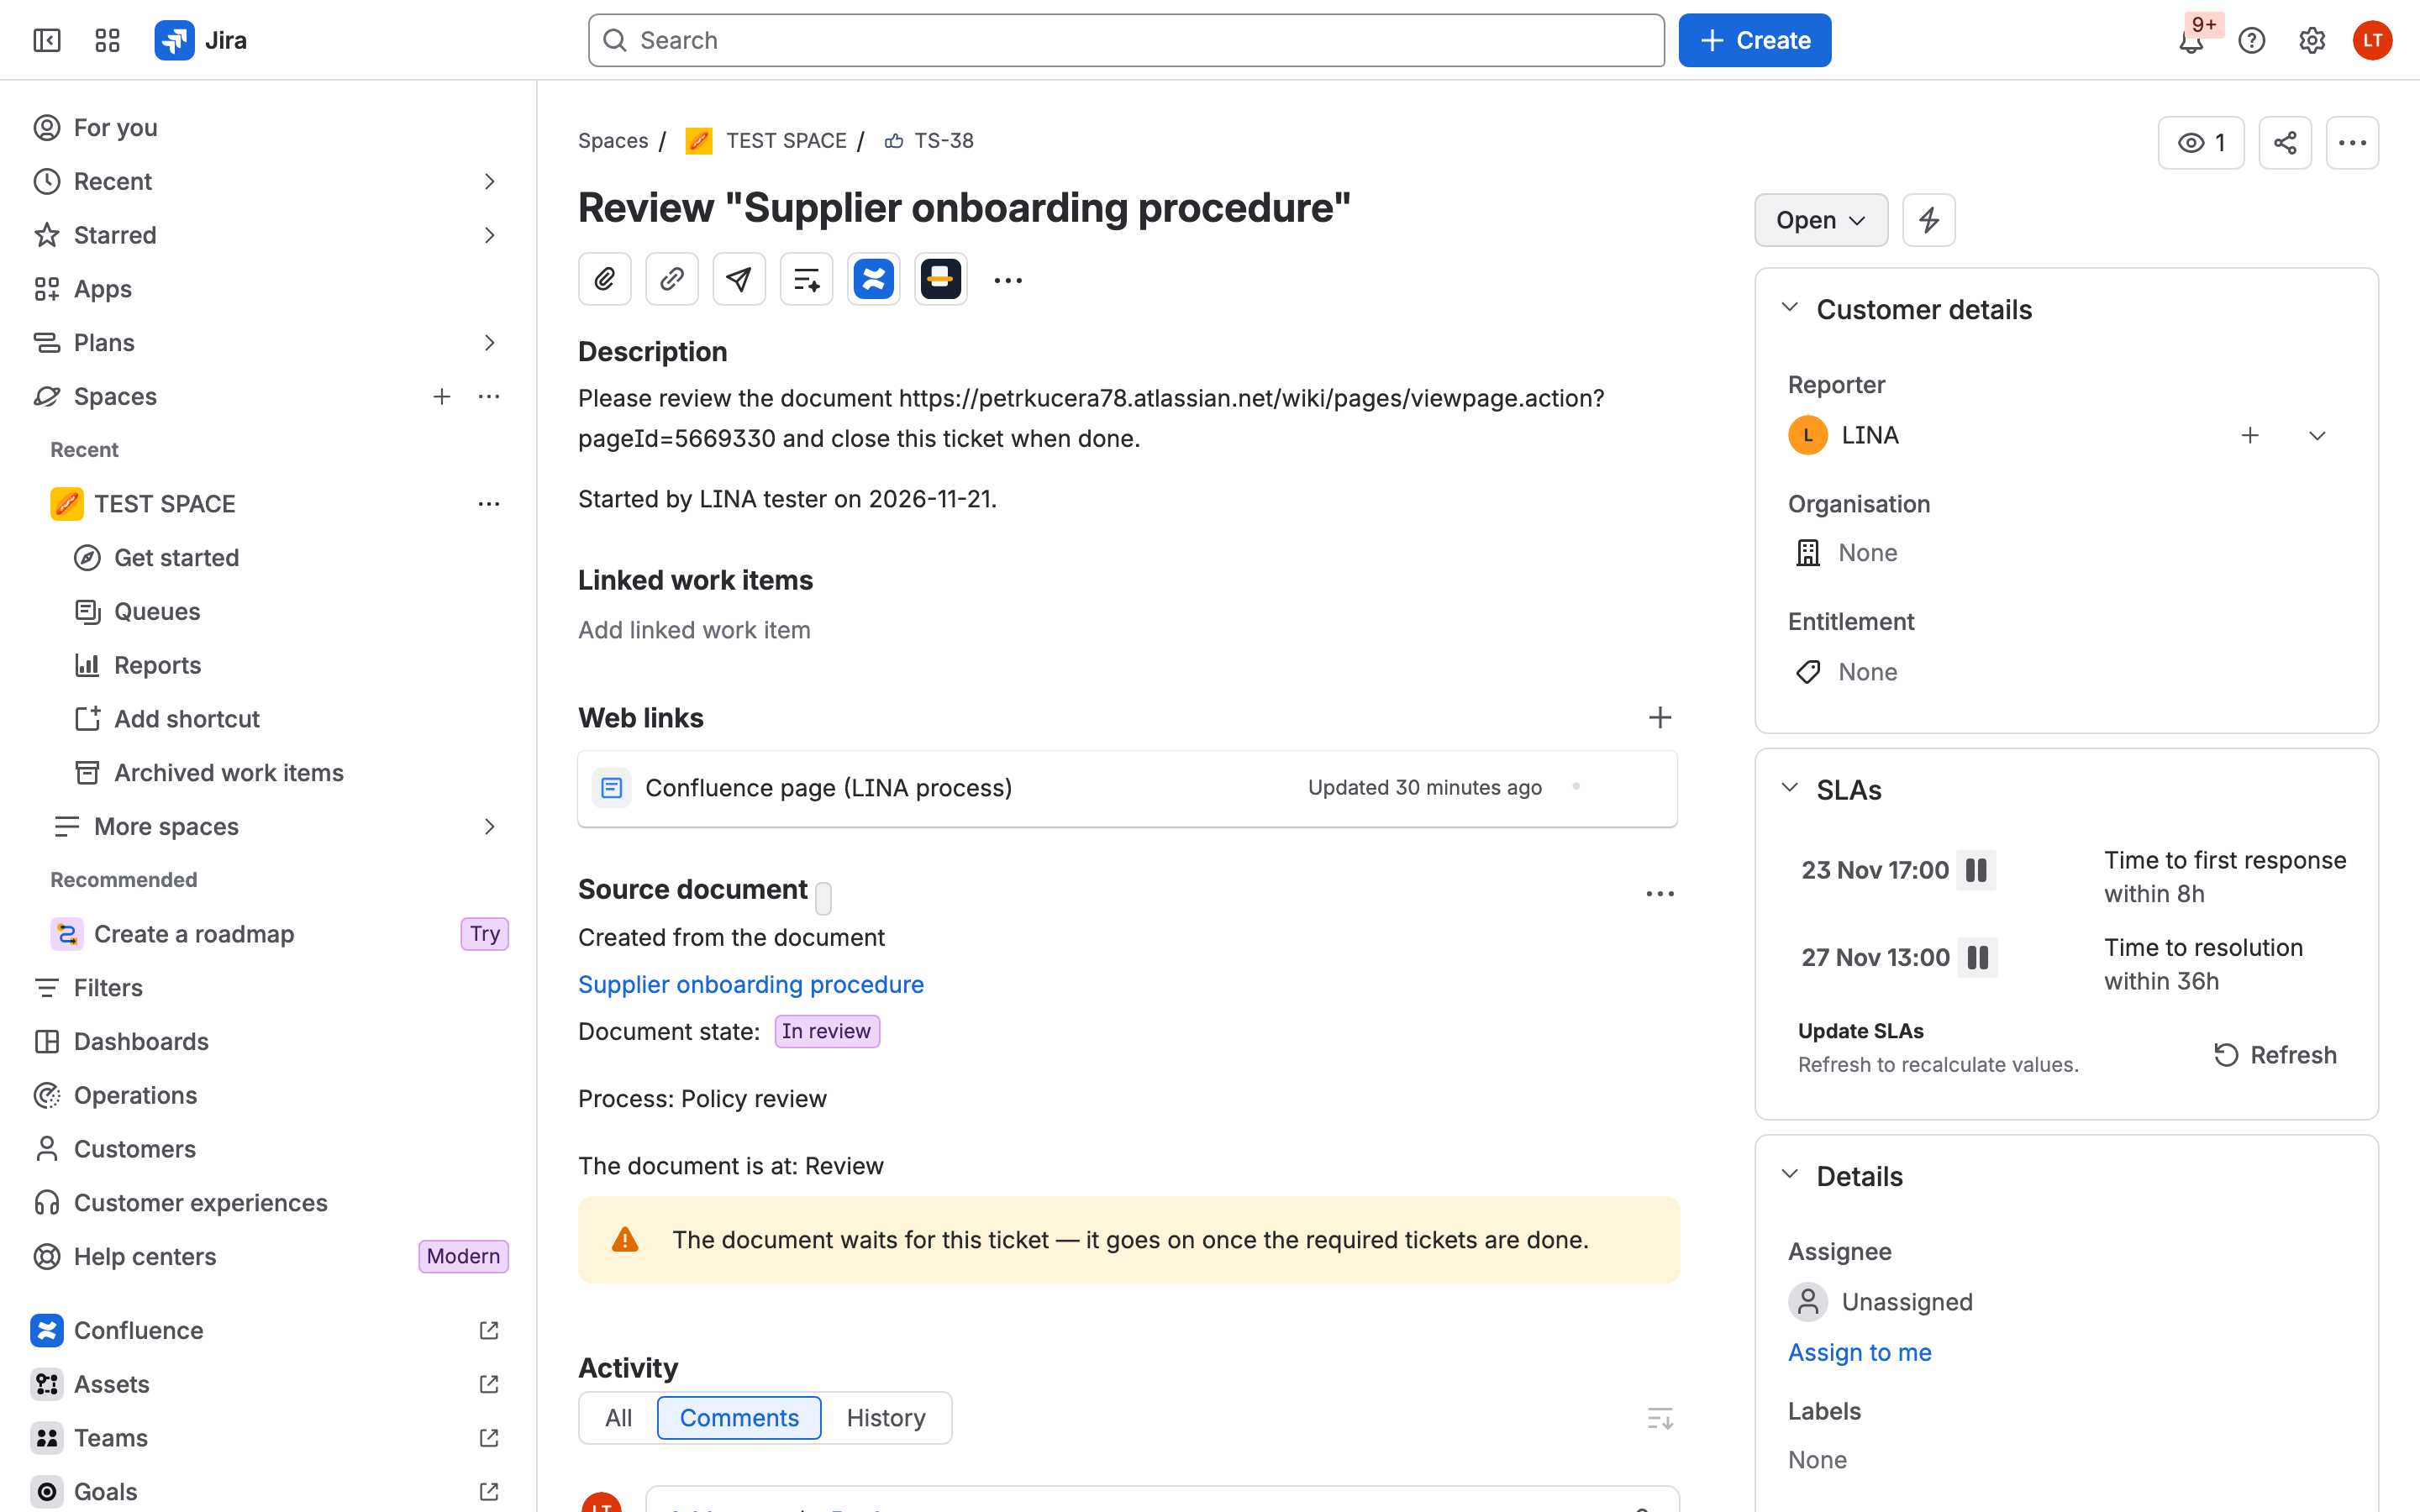 Jira
Search
Create
9+
LT
For you
Recent
Starred
Apps
Plans
Spaces
Recent
TEST SPACE
Get started
Queues
Reports
Add shortcut
Archived work items
More spaces
Recommended
Create a roadmap
Try
Filters
Dashboards
Operations
Customers
Customer experiences
Help centers
Modern
Confluence
Assets
Teams
Goals
Spaces / TEST SPACE / TS-38
1
Review "Supplier onboarding procedure"
Description
Please review the document https://petrkucera78.atlassian.net/wiki/pages/viewpage.action?
pageId=5669330 and close this ticket when done.
Started by LINA tester on 2026-11-21.
Linked work items
Add linked work item
Web links
Confluence page (LINA process)
Updated 30 minutes ago
Source document
Created from the document
Supplier onboarding procedure
Document state: In review
Process: Policy review
The document is at: Review
The document waits for this ticket — it goes on once the required tickets are done.
Activity
All
Comments
History
LT
Open
Customer details
Reporter
L
LINA
Organisation
None
Entitlement
None
SLAs
23 Nov 17:00
Time to first response
within 8h
27 Nov 13:00
Time to resolution
within 36h
Update SLAs
Refresh to recalculate values.
Refresh
Details
Assignee
Unassigned
Assign to me
Labels
None